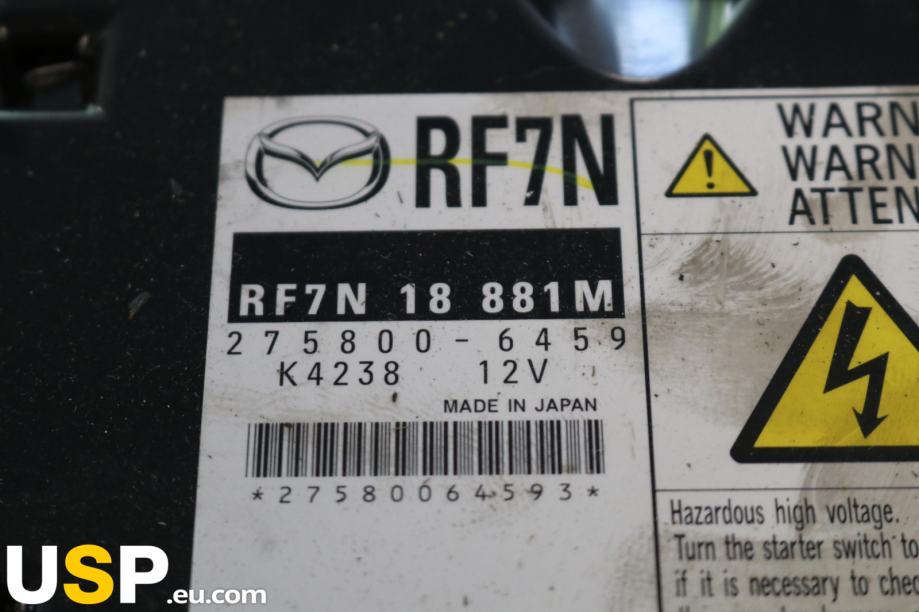 RF7N
RF7N 18 881M
275800-6459
K4238 12V
MADE IN JAPAN
*27580064593*
WARN
WARN
ATTEN
Hazardous high voltage.
Turn the starter switch to
if it is necessary to chec
USP.eu.com